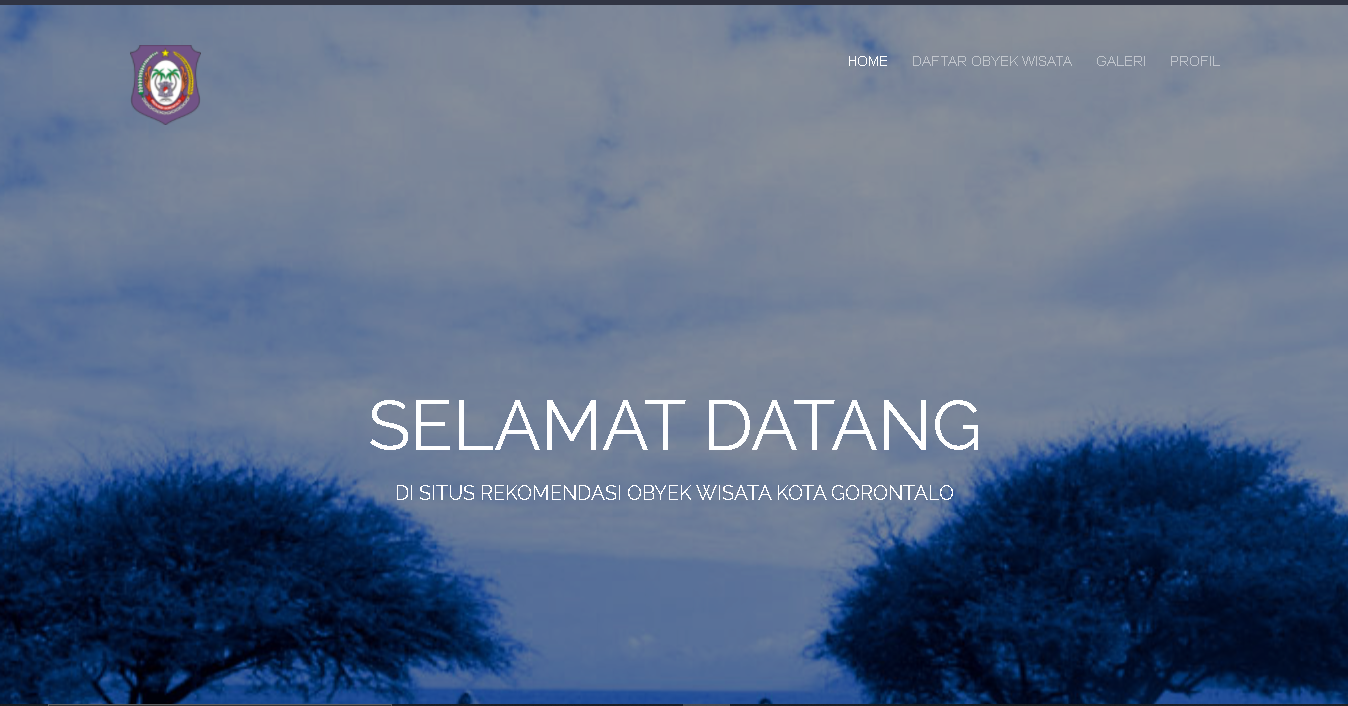 HOME DAFTAR OBYEK WISATA GALERI PROFIL
SELAMAT DATANG
DI SITUS REKOMENDASI OBYEK WISATA KOTA GORONTALO